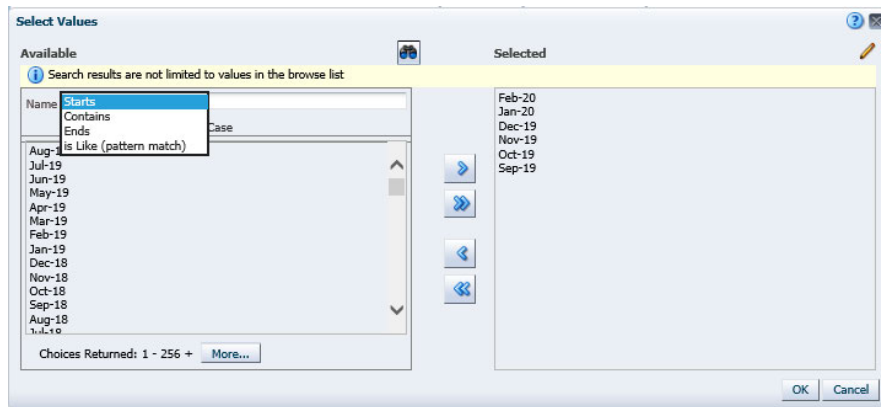 Select Values
Available
Selected
Search results are not limited to values in the browse list
Name
Starts
Contains
Ends
is Like (pattern match)
Case
Jul-19
Jun-19
May-19
Apr-19
Mar-19
Feb-19
Jan-19
Dec-18
Nov-18
Oct-18
Sep-18
Aug-18
Jul-18
Choices Returned: 1 - 256 +
More...
Feb-20
Jan-20
Dec-19
Nov-19
Oct-19
Sep-19
OK
Cancel